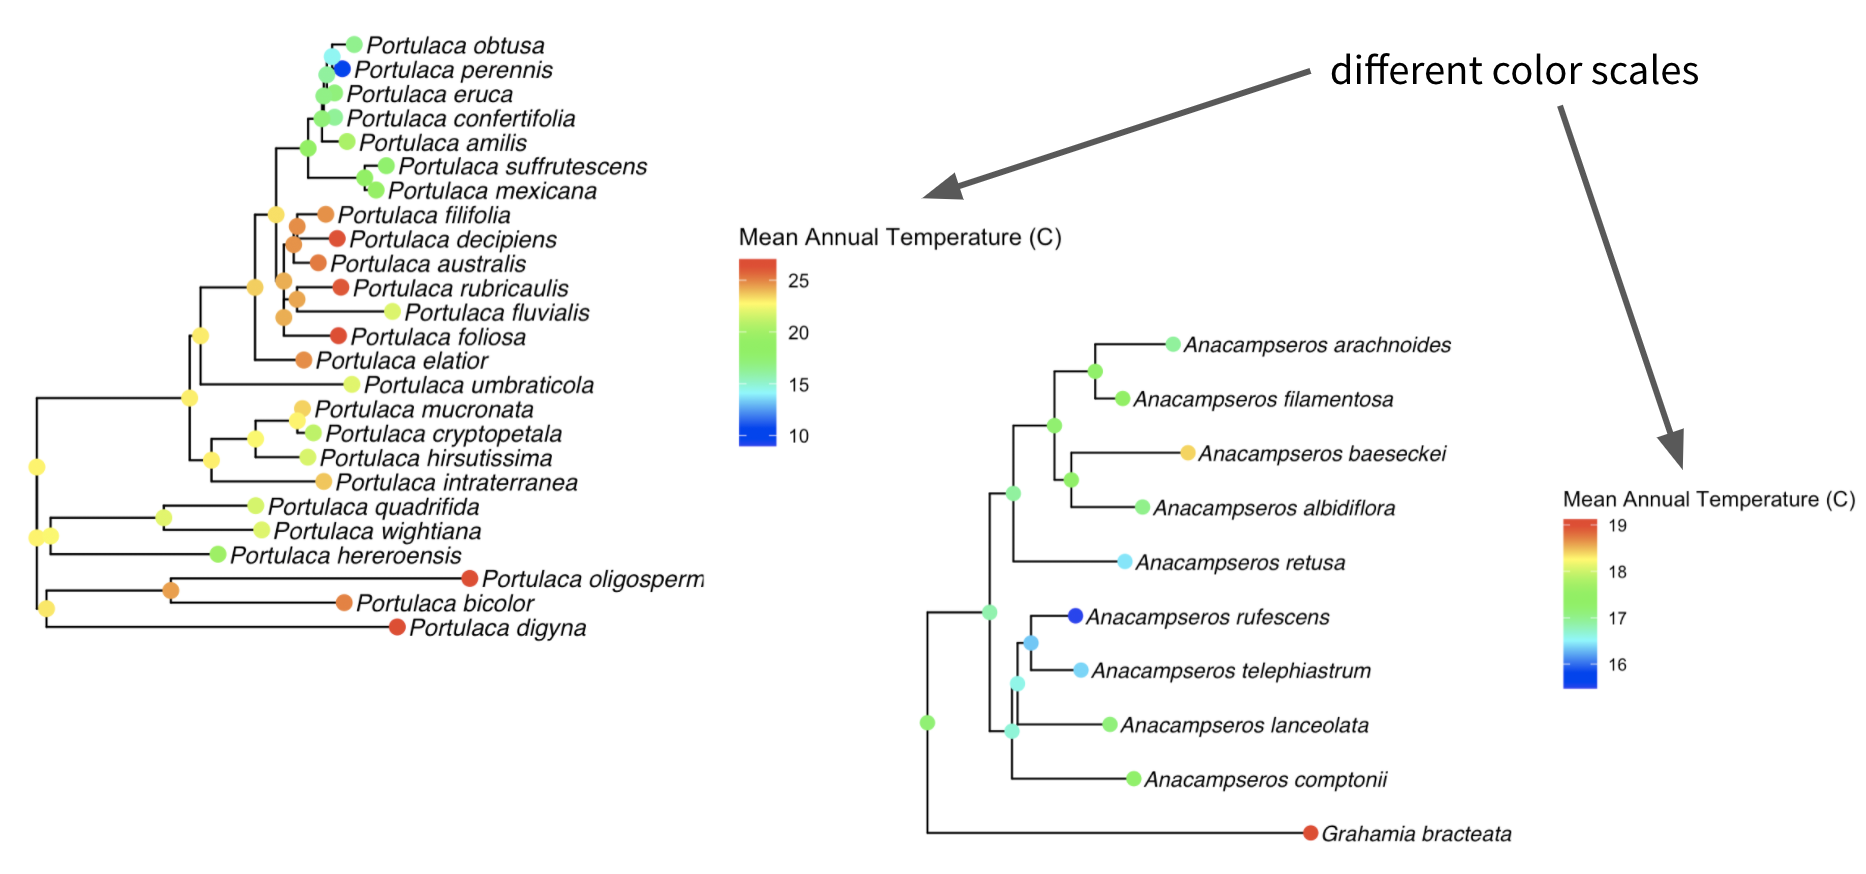 Portulaca obtusa
Portulaca perennis
Portulaca eruca
Portulaca confertifolia
Portulaca amilis
Portulaca suffrutescens
Portulaca mexicana
Portulaca filifolia
Portulaca decipiens
Portulaca australis
Portulaca rubricaulis
Portulaca fluvialis
Portulaca foliosa
Portulaca elatior
Portulaca umbraticola
Portulaca mucronata
Portulaca cryptopetala
Portulaca hirsutissima
Portulaca intraterranea
Portulaca quadrifida
Portulaca wightiana
Portulaca hereroensis
Portulaca oligosperm
Portulaca bicolor
Portulaca digyna
Mean Annual Temperature (C)
25
20
15
10
different color scales
Anacampseros arachnoides
Anacampseros filamentosa
Anacampseros baeseckei
Anacampseros albidiflora
Anacampseros retusa
Anacampseros rufescens
Anacampseros telephiastrum
Anacampseros lanceolata
Anacampseros comptonii
Grahamia bracteata
Mean Annual Temperature (C)
19
18
17
16